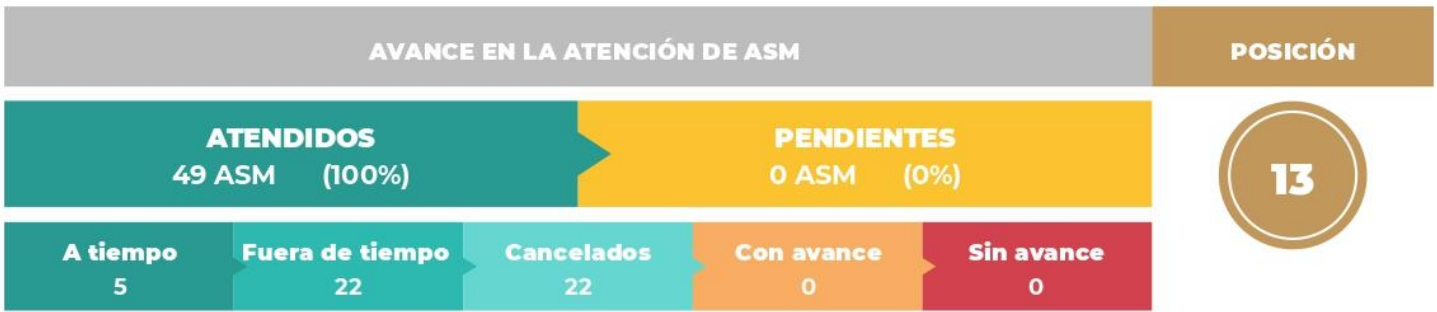 AVANCE EN LA ATENCIÓN DE ASM
POSICIÓN
ATENDIDOS
49 ASM (100%)
PENDIENTES
0 ASM (0%)
13
A tiempo
5
Fuera de tiempo
22
Cancelados
22
Con avance
0
Sin avance
0